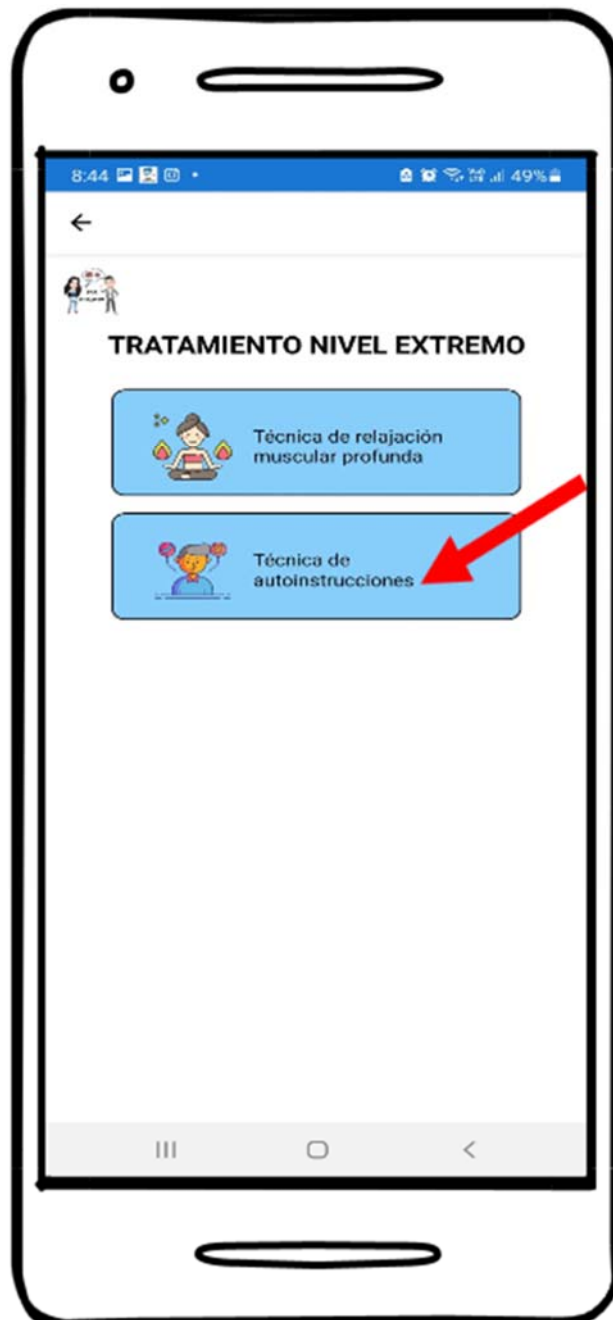 8:44
49%
TRATAMIENTO NIVEL EXTREMO
Técnica de relajación
muscular profunda
Técnica de
autoinstrucciones